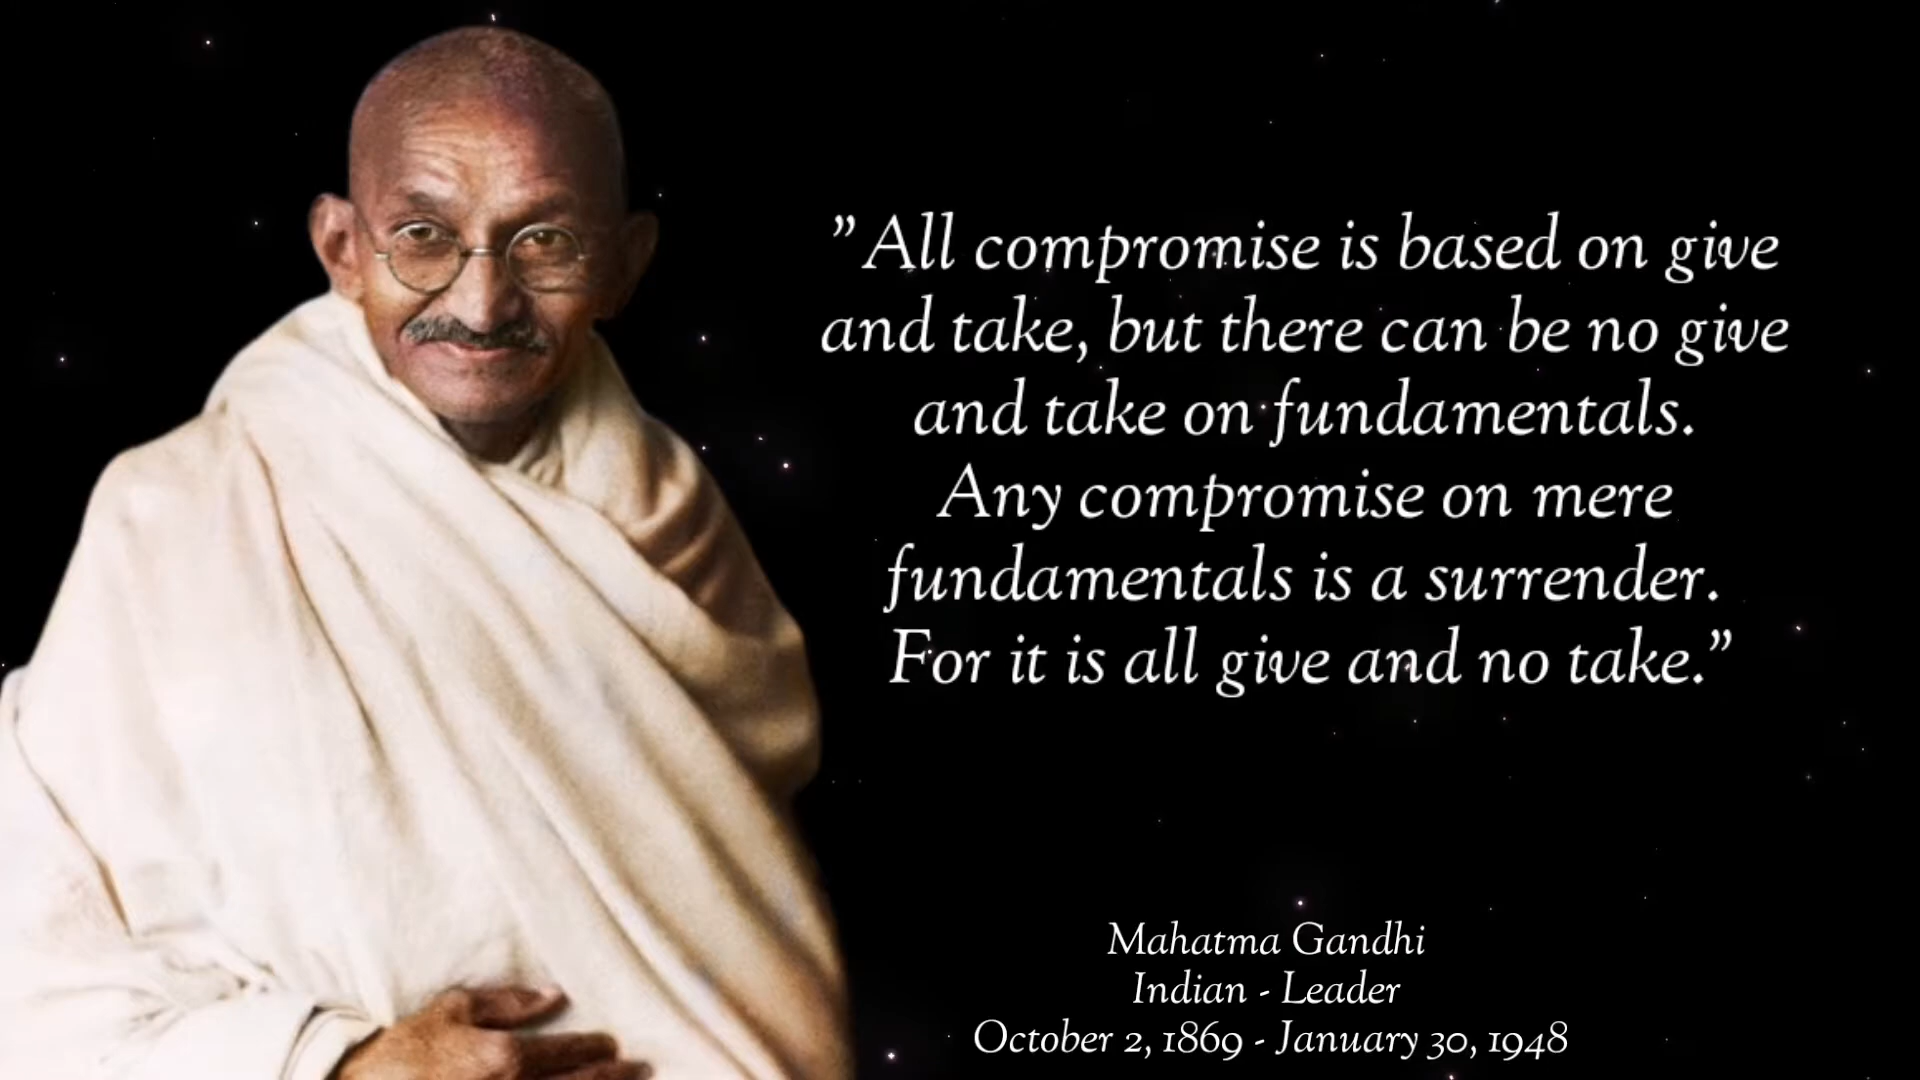 ”All compromise is based on give
and take, but there can be no give
and take on fundamentals.
Any compromise on mere
fundamentals is a surrender.
For it is all give and no take.”
Mahatma Gandhi
Indian - Leader
October 2, 1869 - January 30, 1948